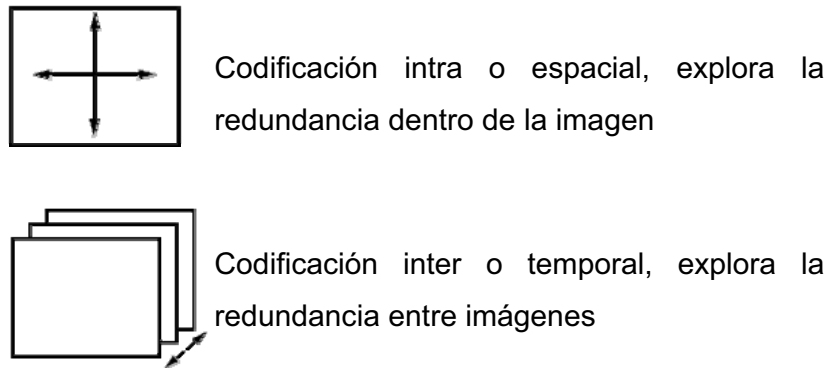 Codificación intra o espacial, explora la
redundancia dentro de la imagen
Codificación inter o temporal, explora la
redundancia entre imágenes